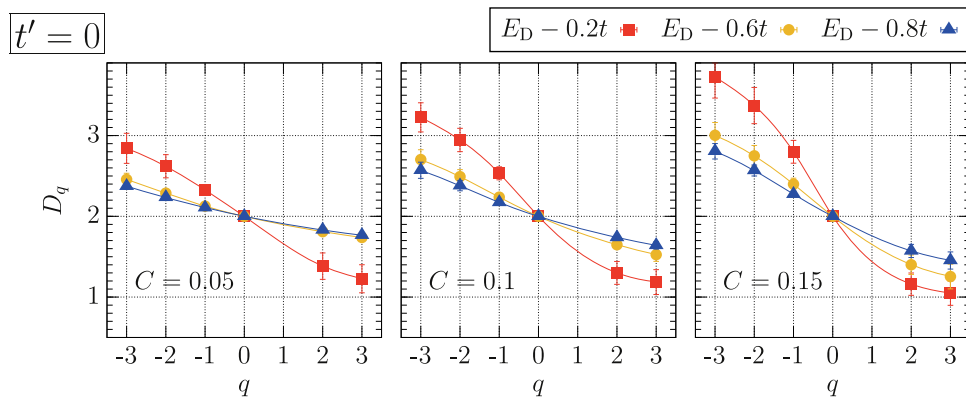 t′ = 0
E_D − 0.2t E_D − 0.6t E_D − 0.8t
D_q
3
2
1
C = 0.05
C = 0.1
C = 0.15
-3 -2 -1 0 1 2 3
-3 -2 -1 0 1 2 3
-3 -2 -1 0 1 2 3
q
q
q